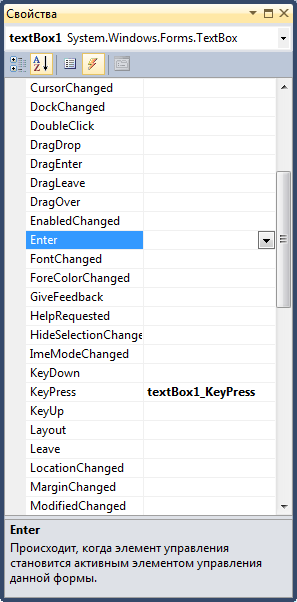 Свойства
textBox1 System.Windows.Forms.TextBox
CursorChanged
DockChanged
DoubleClick
DragDrop
DragEnter
DragLeave
DragOver
EnabledChanged
Enter
FontChanged
ForeColorChanged
GiveFeedback
HelpRequested
HideSelectionChange
ImeModeChanged
KeyDown
KeyPress textBox1_KeyPress
KeyUp
Layout
Leave
LocationChanged
MarginChanged
ModifiedChanged
Enter
Происходит, когда элемент управления
становится активным элементом управления
данной формы.